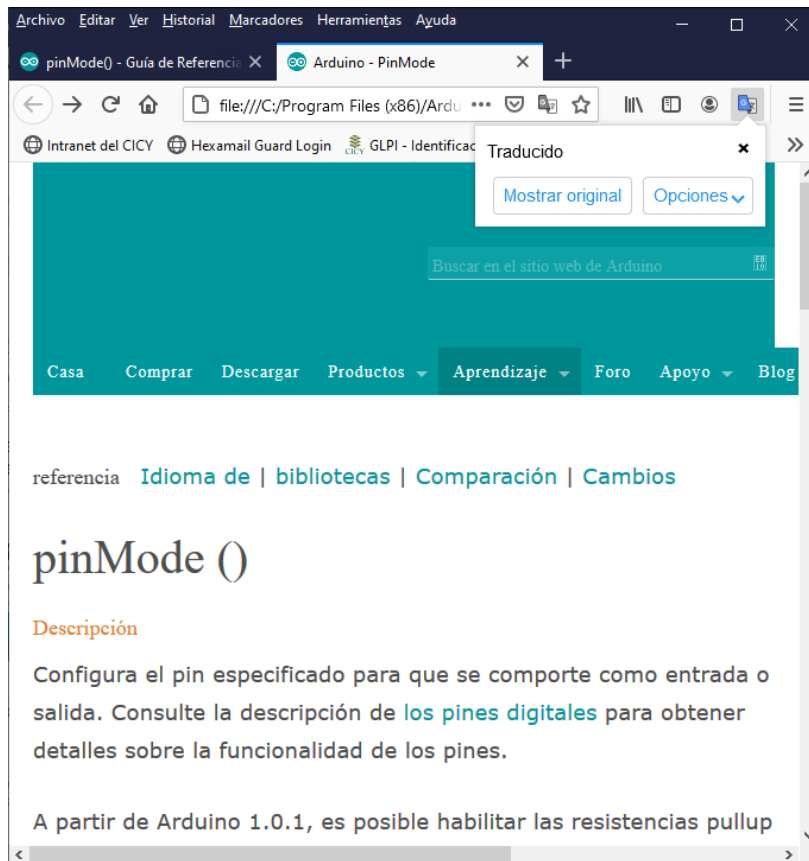 Archivo Editar Ver Historial Marcadores Herramientas Ayuda
pinMode() - Guía de Referencia
Arduino - PinMode
file:///C:/Program Files (x86)/Ardu
Intranet del CICY Hexamail Guard Login CICY GLPI - Identificac
Traducido
Mostrar original Opciones
Buscar en el sitio web de Arduino
Casa Comprar Descargar Productos Aprendizaje Foro Apoyo Blog
referencia Idioma de | bibliotecas | Comparación | Cambios
pinMode ()
Descripción
Configura el pin especificado para que se comporte como entrada o
salida. Consulte la descripción de los pines digitales para obtener
detalles sobre la funcionalidad de los pines.
A partir de Arduino 1.0.1, es posible habilitar las resistencias pullup